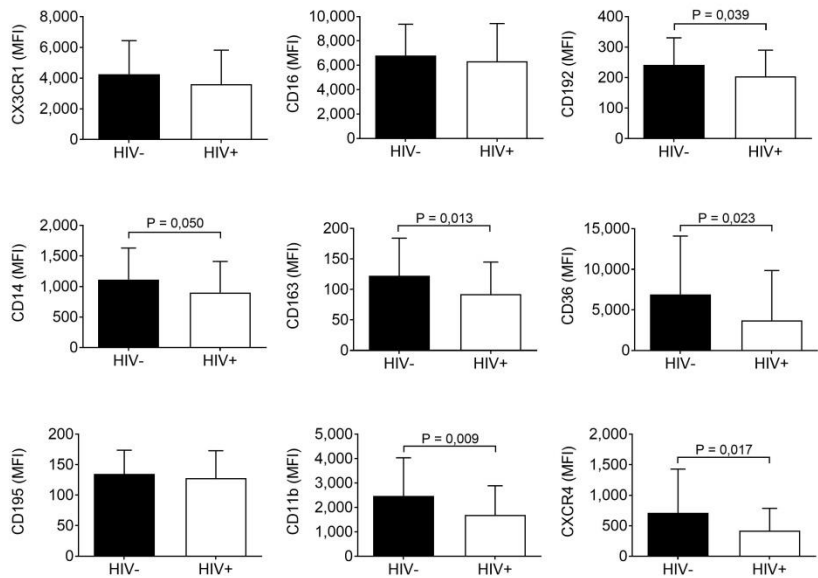 CX3CR1 (MFI)
8,000
6,000
4,000
2,000
0
HIV-
HIV+
CD16 (MFI)
10,000
8,000
6,000
4,000
2,000
0
HIV-
HIV+
CD192 (MFI)
400
300
200
100
0
P = 0,039
HIV-
HIV+
CD14 (MFI)
2,000
1,500
1,000
500
0
P = 0,050
HIV-
HIV+
CD163 (MFI)
200
150
100
50
0
P = 0,013
HIV-
HIV+
CD36 (MFI)
15,000
10,000
5,000
0
P = 0,023
HIV-
HIV+
CD195 (MFI)
200
150
100
50
0
HIV-
HIV+
CD11b (MFI)
5,000
4,000
3,000
2,000
1,000
0
P = 0,009
HIV-
HIV+
CXCR4 (MFI)
2,000
1,500
1,000
500
0
P = 0,017
HIV-
HIV+